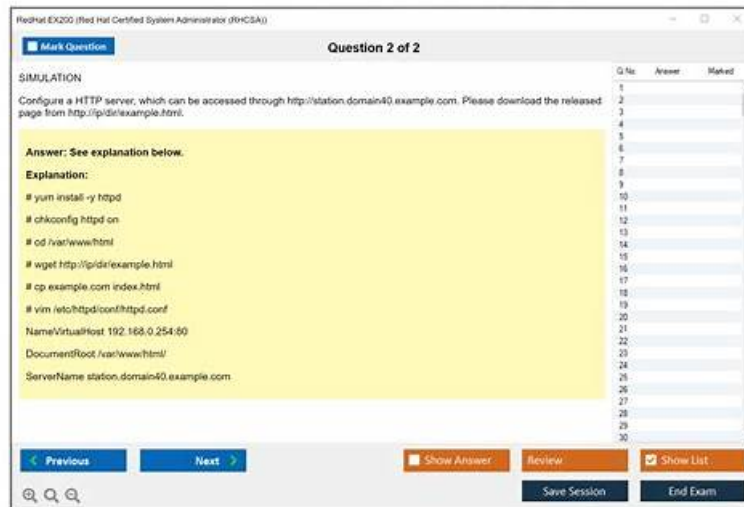 RedHat EX200 (Red Hat Certified System Administrator (RHCSA))
Mark Question
Question 2 of 2
SIMULATION
Configure a HTTP server, which can be accessed through http://station.domain40.example.com. Please download the released
page from http://ip/dir/example.html.
Answer: See explanation below.
Explanation:
# yum install -y httpd
# chkconfig httpd on
# cd /var/www/html
# wget http://ip/dir/example.html
# cp example.com index.html
# vim /etc/httpd/conf/httpd.conf
NameVirtualHost 192.168.0.254:80
DocumentRoot /var/www/html/
ServerName station.domain40.example.com
Q No Answer Marked
1
2
3
4
5
6
7
8
9
10
11
12
13
14
15
16
17
18
19
20
21
22
23
24
25
26
27
28
29
30
Previous
Next
Show Answer
Review
Show List
Save Session
End Exam